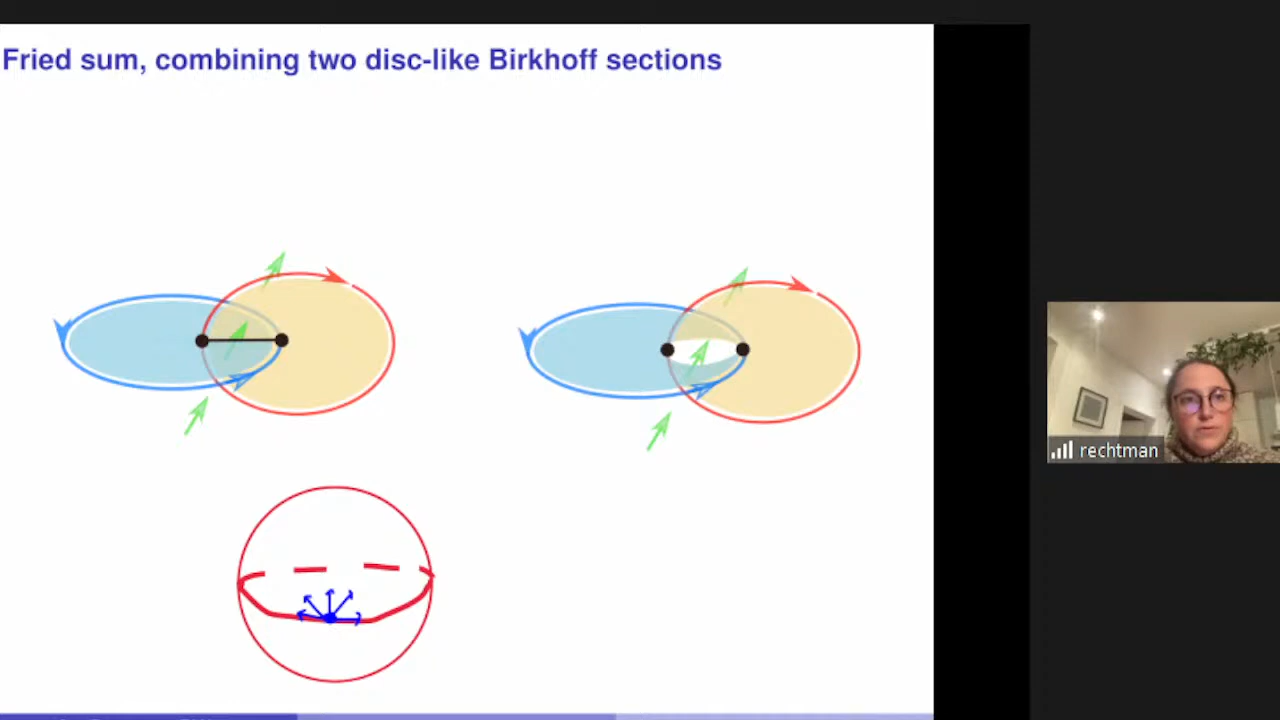 Fried sum, combining two disc-like Birkhoff sections
rechtman